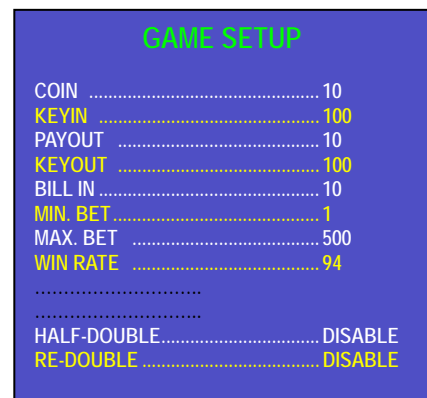 GAME SETUP
COIN ................................................ 10
KEYIN .............................................. 100
PAYOUT .......................................... 10
KEYOUT .......................................... 100
BILL IN .............................................. 10
MIN. BET ........................................... 1
MAX. BET ....................................... 500
WIN RATE ....................................... 94
.............................
.............................
HALF-DOUBLE ................................. DISABLE
RE-DOUBLE ..................................... DISABLE